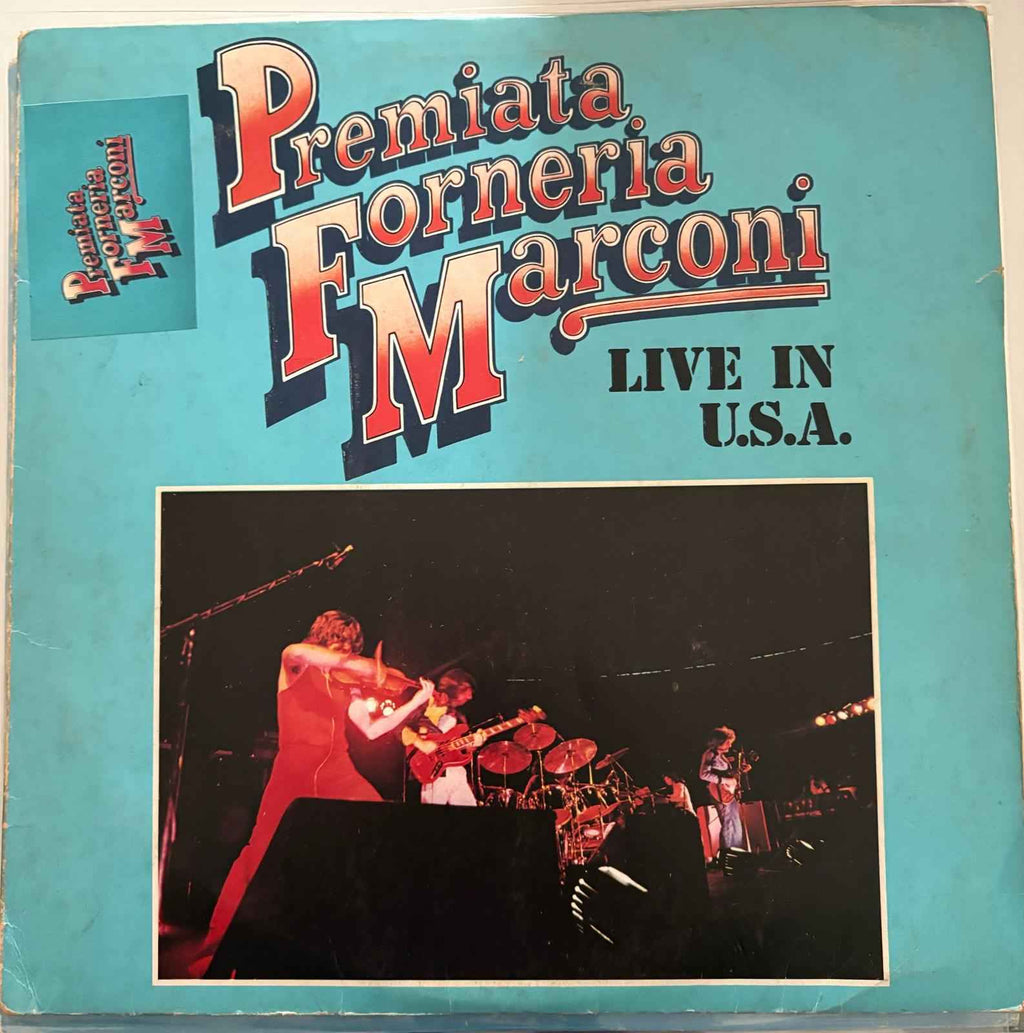 Premiata
Forneria
Marconi
LIVE IN
U.S.A.
Premiata
Forneria
Marconi